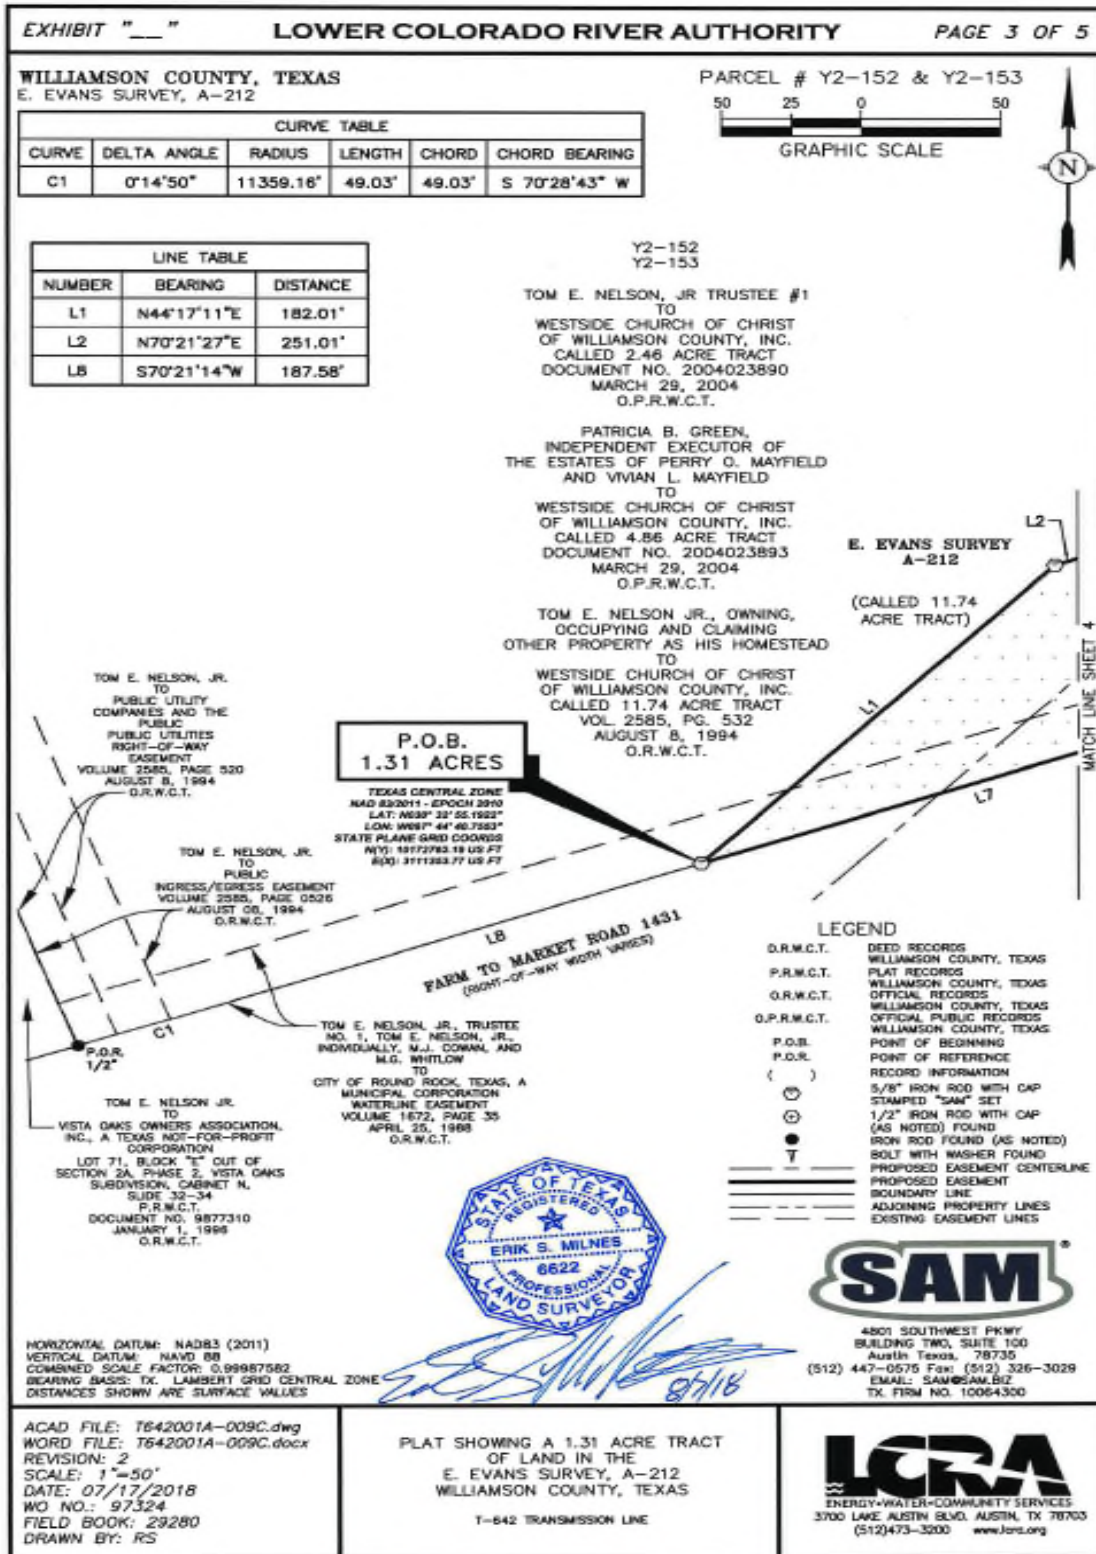 EXHIBIT "__"
LOWER COLORADO RIVER AUTHORITY
PAGE 3 OF 5
WILLIAMSON COUNTY, TEXAS
E. EVANS SURVEY, A-212
PARCEL # Y2-152 & Y2-153
50 25 0 50
GRAPHIC SCALE
N
CURVE TABLE
CURVE DELTA ANGLE RADIUS LENGTH CHORD CHORD BEARING
C1 0°14'50" 11359.16' 49.03' 49.03' S 70°28'43" W
LINE TABLE
NUMBER BEARING DISTANCE
L1 N44°17'11"E 182.01'
L2 N70°21'27"E 251.01'
L8 S70°21'14"W 187.58'
Y2-152
Y2-153
TOM E. NELSON, JR TRUSTEE #1
TO
WESTSIDE CHURCH OF CHRIST
OF WILLIAMSON COUNTY, INC.
CALLED 2.46 ACRE TRACT
DOCUMENT NO. 2004023890
MARCH 29, 2004
O.P.R.W.C.T.
PATRICIA B. GREEN,
INDEPENDENT EXECUTOR OF
THE ESTATES OF PERRY O. MAYFIELD
AND VIVIAN L. MAYFIELD
TO
WESTSIDE CHURCH OF CHRIST
OF WILLIAMSON COUNTY, INC.
CALLED 4.86 ACRE TRACT
DOCUMENT NO. 2004023893
MARCH 29, 2004
O.P.R.W.C.T.
TOM E. NELSON JR., OWNING,
OCCUPYING AND CLAIMING
OTHER PROPERTY AS HIS HOMESTEAD
TO
WESTSIDE CHURCH OF CHRIST
OF WILLIAMSON COUNTY, INC.
CALLED 11.74 ACRE TRACT
VOL. 2585, PG. 532
AUGUST 8, 1994
O.R.W.C.T.
L2
E. EVANS SURVEY
A-212
(CALLED 11.74
ACRE TRACT)
L1
L7
MATCH LINE SHEET 4
TOM E. NELSON, JR.
TO
PUBLIC UTILITY
COMPANIES AND THE
PUBLIC
PUBLIC UTILITIES
RIGHT-OF-WAY
EASEMENT
VOLUME 2585, PAGE 520
AUGUST 8, 1994
O.R.W.C.T.
P.O.B.
1.31 ACRES
TEXAS CENTRAL ZONE
NAD 83/2011 - EPOCH 2010
STATE PLANE GRID COORDS
TOM E. NELSON, JR.
TO
PUBLIC
INGRESS/EGRESS EASEMENT
VOLUME 2585, PAGE 0526
AUGUST 08, 1994
O.R.W.C.T.
L8
FARM TO MARKET ROAD 1431
(RIGHT-OF-WAY WIDTH VARIES)
C1
P.O.R.
1/2"
TOM E. NELSON, JR., TRUSTEE
NO. 1, TOM E. NELSON, JR.,
INDIVIDUALLY, M.J. COWAN, AND
M.G. WHITLOW
TO
CITY OF ROUND ROCK, TEXAS, A
MUNICIPAL CORPORATION
WATERLINE EASEMENT
VOLUME 1672, PAGE 35
APRIL 25, 1988
O.R.W.C.T.
TOM E. NELSON JR.
TO
VISTA OAKS OWNERS ASSOCIATION,
INC., A TEXAS NOT-FOR-PROFIT
CORPORATION
LOT 71, BLOCK "E" OUT OF
SECTION 2A, PHASE 2, VISTA OAKS
SUBDIVISION, CABINET N,
SLIDE 32-34
P.R.W.C.T.
DOCUMENT NO. 9877310
JANUARY 1, 1998
O.R.W.C.T.
LEGEND
D.R.W.C.T. DEED RECORDS
WILLIAMSON COUNTY, TEXAS
P.R.W.C.T. PLAT RECORDS
WILLIAMSON COUNTY, TEXAS
O.R.W.C.T. OFFICIAL RECORDS
WILLIAMSON COUNTY, TEXAS
O.P.R.W.C.T. OFFICIAL PUBLIC RECORDS
WILLIAMSON COUNTY, TEXAS
P.O.B. POINT OF BEGINNING
P.O.R. POINT OF REFERENCE
( ) RECORD INFORMATION
5/8" IRON ROD WITH CAP
STAMPED "SAM" SET
1/2" IRON ROD WITH CAP
(AS NOTED) FOUND
IRON ROD FOUND (AS NOTED)
BOLT WITH WASHER FOUND
PROPOSED EASEMENT CENTERLINE
PROPOSED EASEMENT
BOUNDARY LINE
ADJOINING PROPERTY LINES
EXISTING EASEMENT LINES
STATE OF TEXAS
REGISTERED
ERIK S. MILNES
6622
PROFESSIONAL
LAND SURVEYOR
8/7/18
SAM®
4801 SOUTHWEST PKWY
BUILDING TWO, SUITE 100
Austin Texas, 78735
(512) 447-0575 Fax: (512) 326-3029
EMAIL: SAM@SAM.BIZ
TX. FIRM NO. 10064300
HORIZONTAL DATUM: NAD83 (2011)
VERTICAL DATUM: NAVD 88
COMBINED SCALE FACTOR: 0.99987582
BEARING BASIS: TX. LAMBERT GRID CENTRAL ZONE
DISTANCES SHOWN ARE SURFACE VALUES
ACAD FILE: T642001A-009C.dwg
WORD FILE: T642001A-009C.docx
REVISION: 2
SCALE: 1"=50'
DATE: 07/17/2018
WO NO.: 97324
FIELD BOOK: 29280
DRAWN BY: RS
PLAT SHOWING A 1.31 ACRE TRACT
OF LAND IN THE
E. EVANS SURVEY, A-212
WILLIAMSON COUNTY, TEXAS
T-642 TRANSMISSION LINE
LCRA
ENERGY•WATER•COMMUNITY SERVICES
3700 LAKE AUSTIN BLVD. AUSTIN, TX 78703
(512)473-3200 www.lcra.org